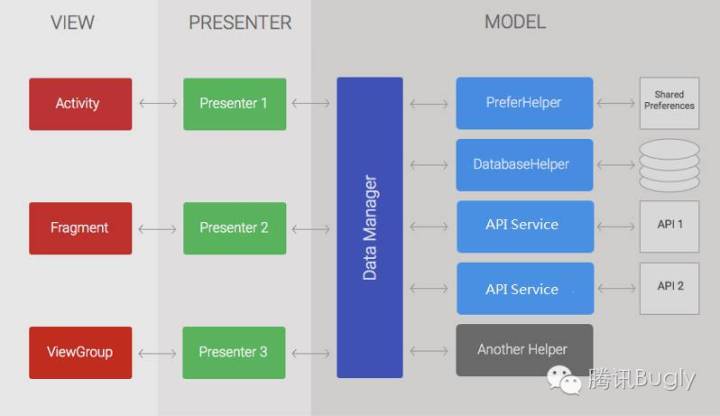 VIEW
PRESENTER
MODEL
Activity
Presenter 1
PreferHelper
Shared
Preferences
DatabaseHelper
Data Manager
Fragment
Presenter 2
API Service
API 1
API Service
API 2
ViewGroup
Presenter 3
Another Helper
腾讯Bugly